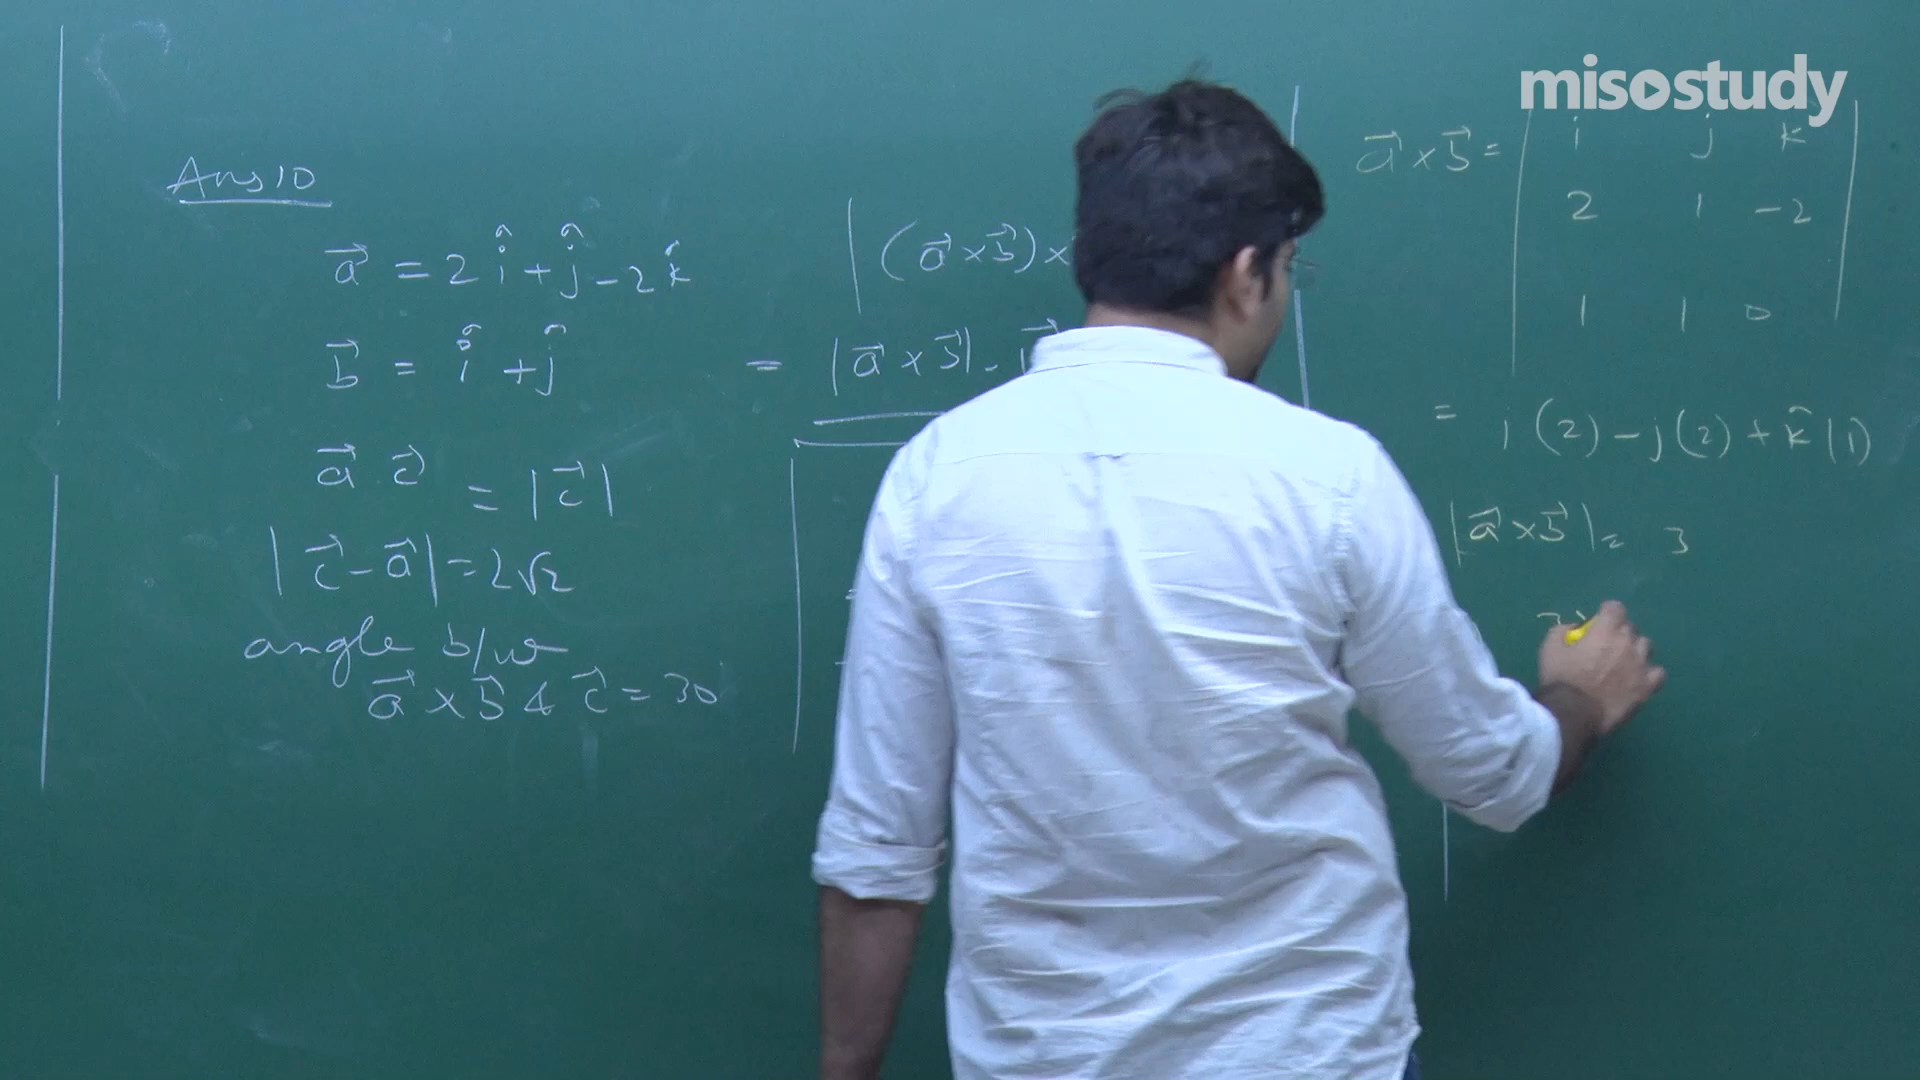 misostudy
Ans 10
a⃗ = 2î + ĵ - 2k̂
b⃗ = î + ĵ
a⃗ . c⃗ = |c⃗|
|c⃗ - a⃗| = 2√2
angle b/w
a⃗ × b⃗ & c⃗ = 30
|(a⃗ × b⃗) ×
= |a⃗ × b⃗| .
a⃗ × b⃗ = | i j k
2 1 -2
1 1 0 |
= i (2) - j (2) + k̂ (1)
|a⃗ × b⃗| = 3